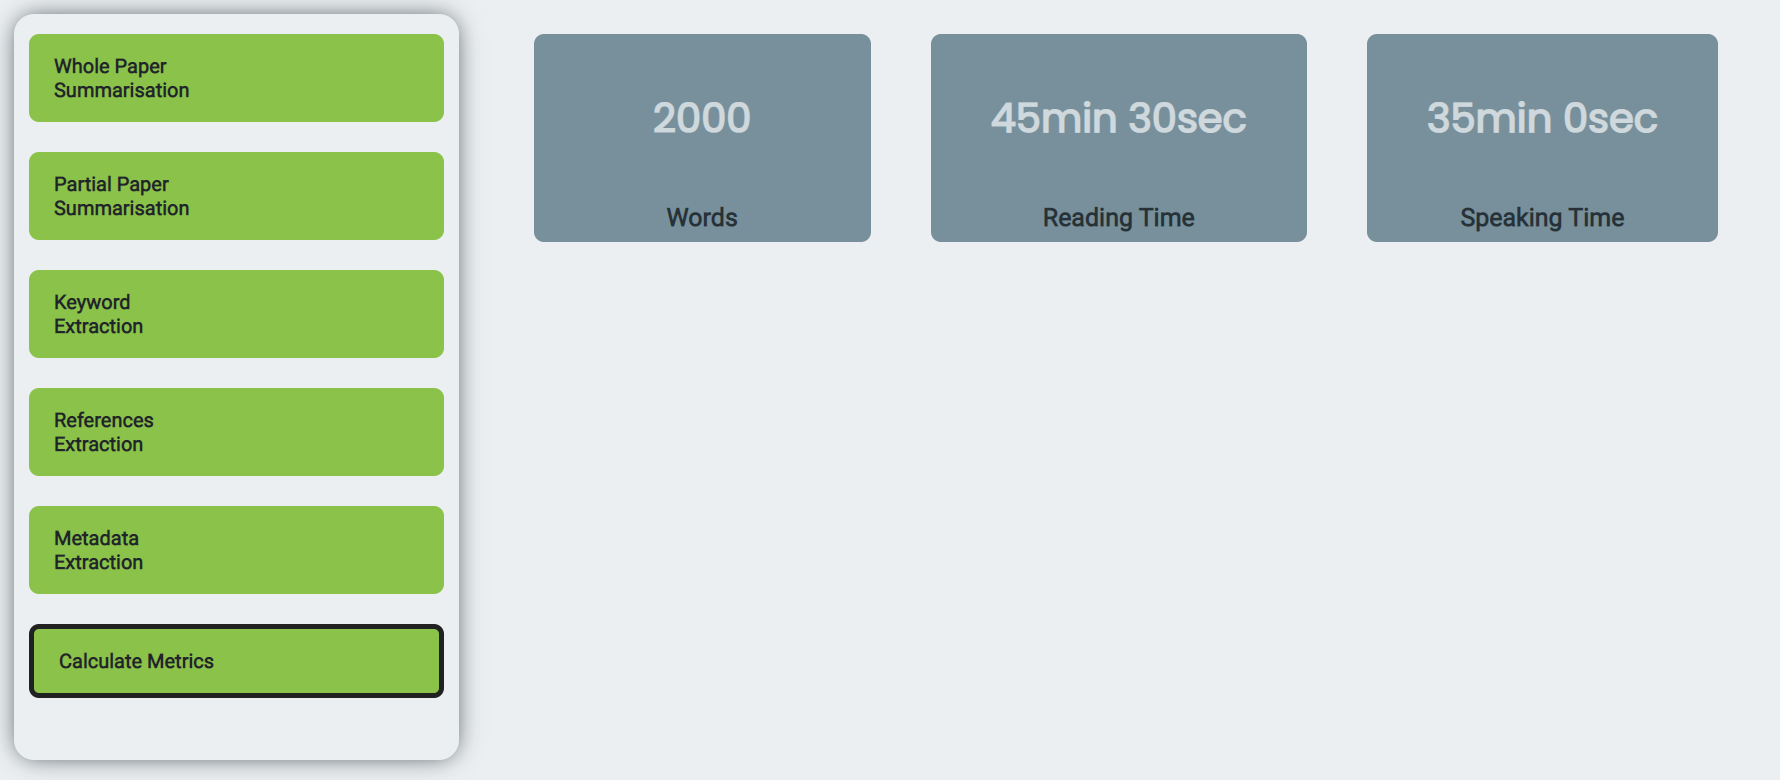 Whole Paper
Summarisation
Partial Paper
Summarisation
Keyword
Extraction
References
Extraction
Metadata
Extraction
Calculate Metrics
2000
Words
45min 30sec
Reading Time
35min 0sec
Speaking Time